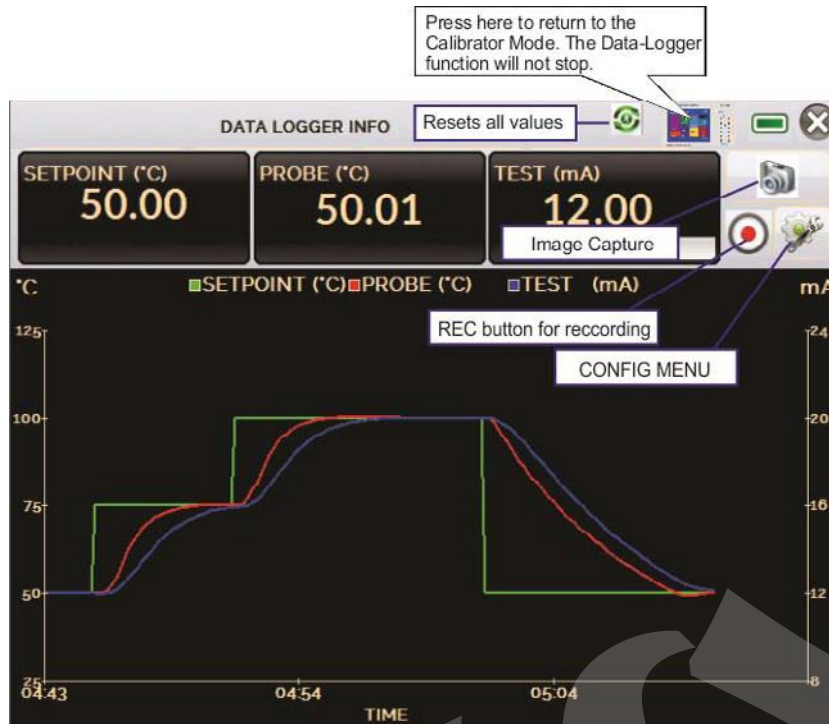 Press here to return to the
Calibrator Mode. The Data-Logger
function will not stop.
DATA LOGGER INFO
Resets all values
SETPOINT (°C)
50.00
PROBE (°C)
50.01
TEST (mA)
12.00
Image Capture
°C
SETPOINT (°C)
PROBE (°C)
TEST (mA)
mA
REC button for reccording
CONFIG MENU
125
100
75
50
25
24
20
16
12
8
04:43
04:54
05:04
TIME